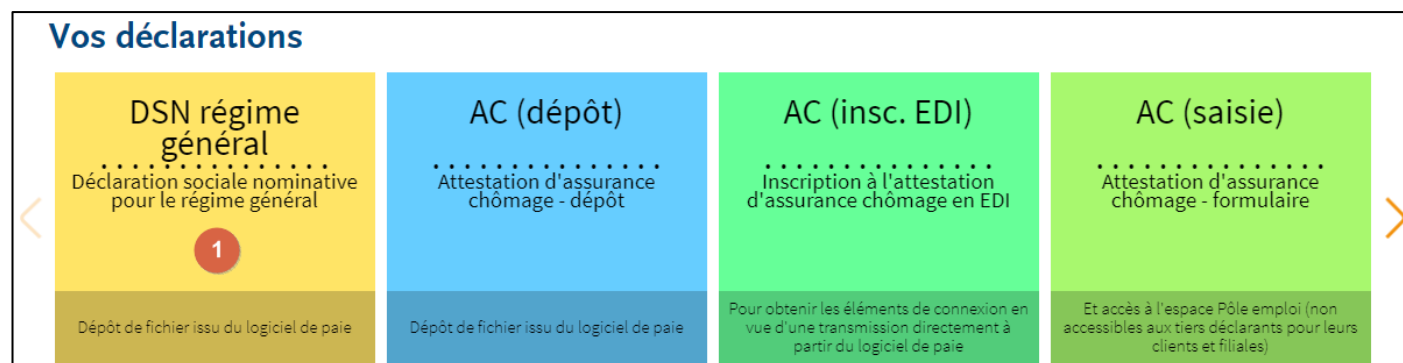 Vos déclarations
DSN régime
général
Déclaration sociale nominative
pour le régime général
1
Dépôt de fichier issu du logiciel de paie
AC (dépôt)
Attestation d'assurance
chômage - dépôt
Dépôt de fichier issu du logiciel de paie
AC (insc. EDI)
Inscription à l'attestation
d'assurance chômage en EDI
Pour obtenir les éléments de connexion en
vue d'une transmission directement à
partir du logiciel de paie
AC (saisie)
Attestation d'assurance
chômage - formulaire
Et accès à l'espace Pôle emploi (non
accessibles aux tiers déclarants pour leurs
clients et filiales)